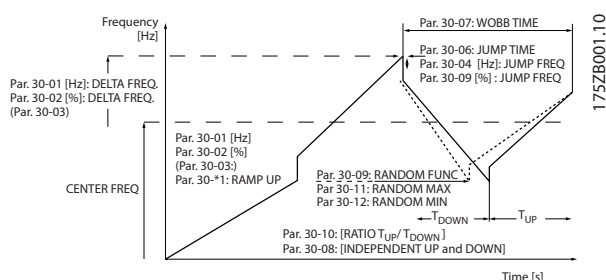 Frequency
[Hz]
Par. 30-07: WOBB TIME
Par. 30-06: JUMP TIME
Par. 30-04 [Hz]: JUMP FREQ
Par. 30-09 [%] : JUMP FREQ
Par. 30-01 [Hz]: DELTA FREQ.
Par. 30-02 [%]: DELTA FREQ.
(Par. 30-03)
175ZB001.10
Par. 30-01 [Hz]
Par. 30-02 [%]
(Par. 30-03:)
Par. 30-*1: RAMP UP
CENTER FREQ
Par. 30-09: RANDOM FUNC
Par 30-11: RANDOM MAX
Par 30-12: RANDOM MIN
TDOWN
TUP
Par. 30-10: [RATIO TUP/ TDOWN ]
Par. 30-08: [INDEPENDENT UP and DOWN]
Time [s]